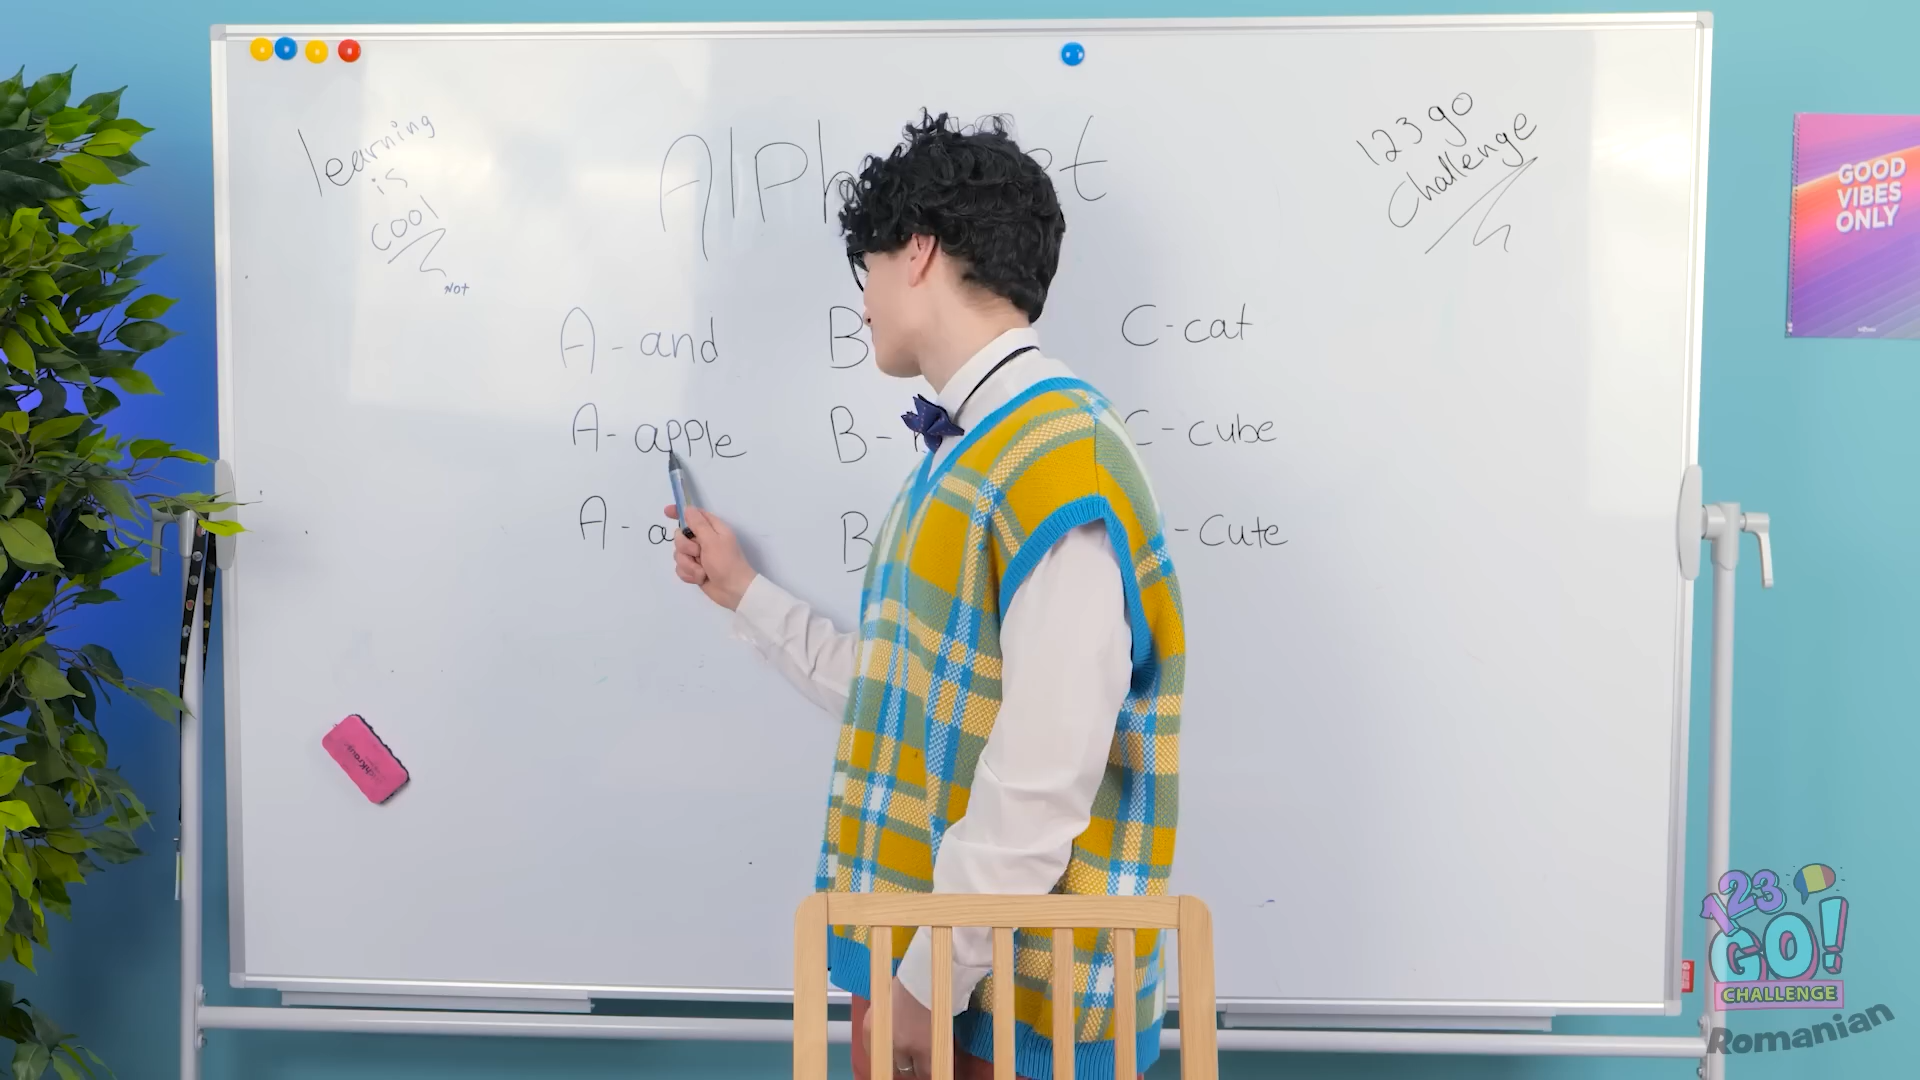 learning
is
cool
Not
123 go
challenge
A - and
B
C - cat
A - apple
B -
C - cube
A -
B
- Cute
GOOD
VIBES
ONLY
123
GO!
CHALLENGE
Romanian